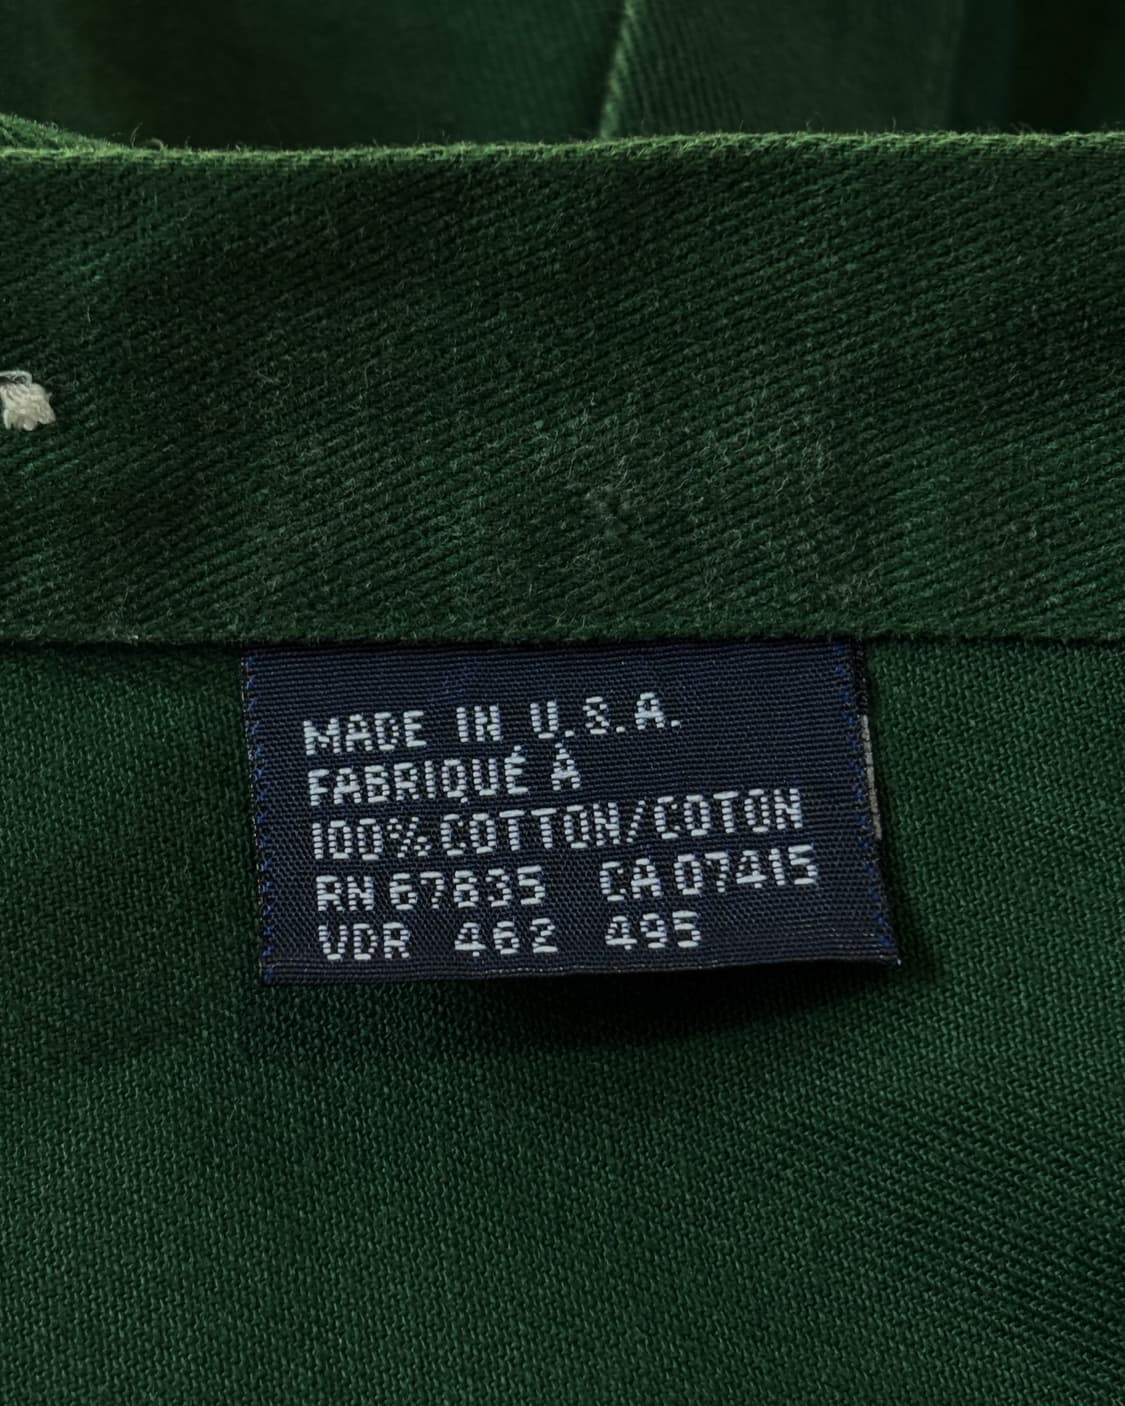 MADE IN U.S.A.
FABRIQUÉ À
100% COTTON/COTON
RN 67835 CA 07415
VDR 462 495